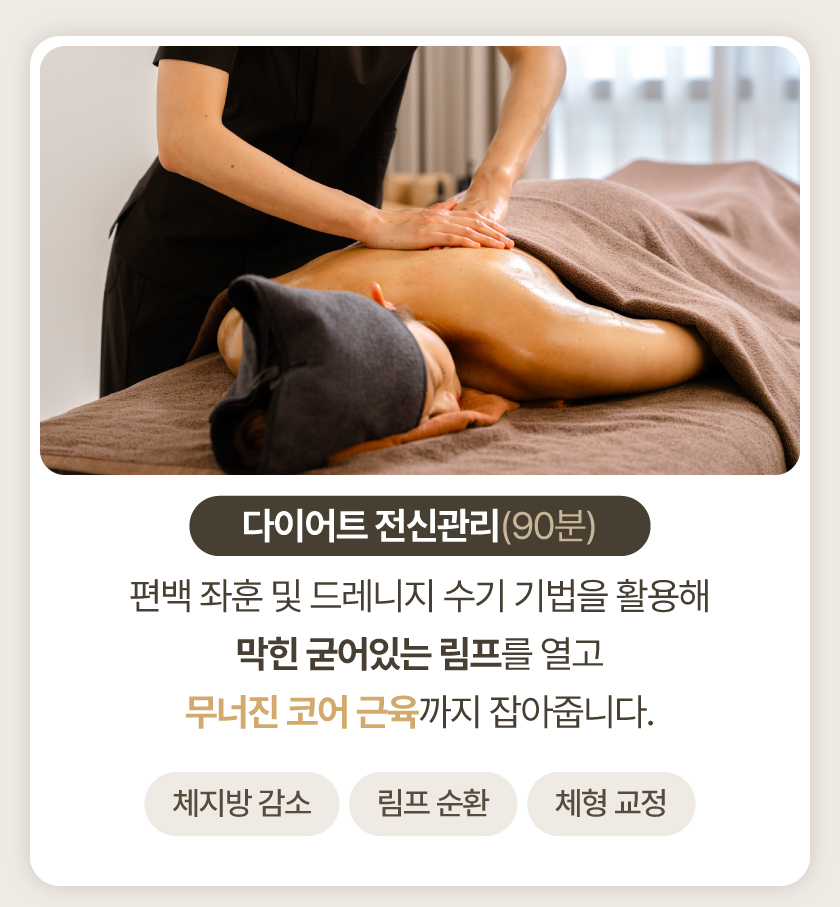 다이어트 전신관리(90분)
편백 좌훈 및 드레니지 수기 기법을 활용해
막힌 굳어있는 림프를 열고
무너진 코어 근육까지 잡아줍니다.
체지방 감소 림프 순환 체형 교정